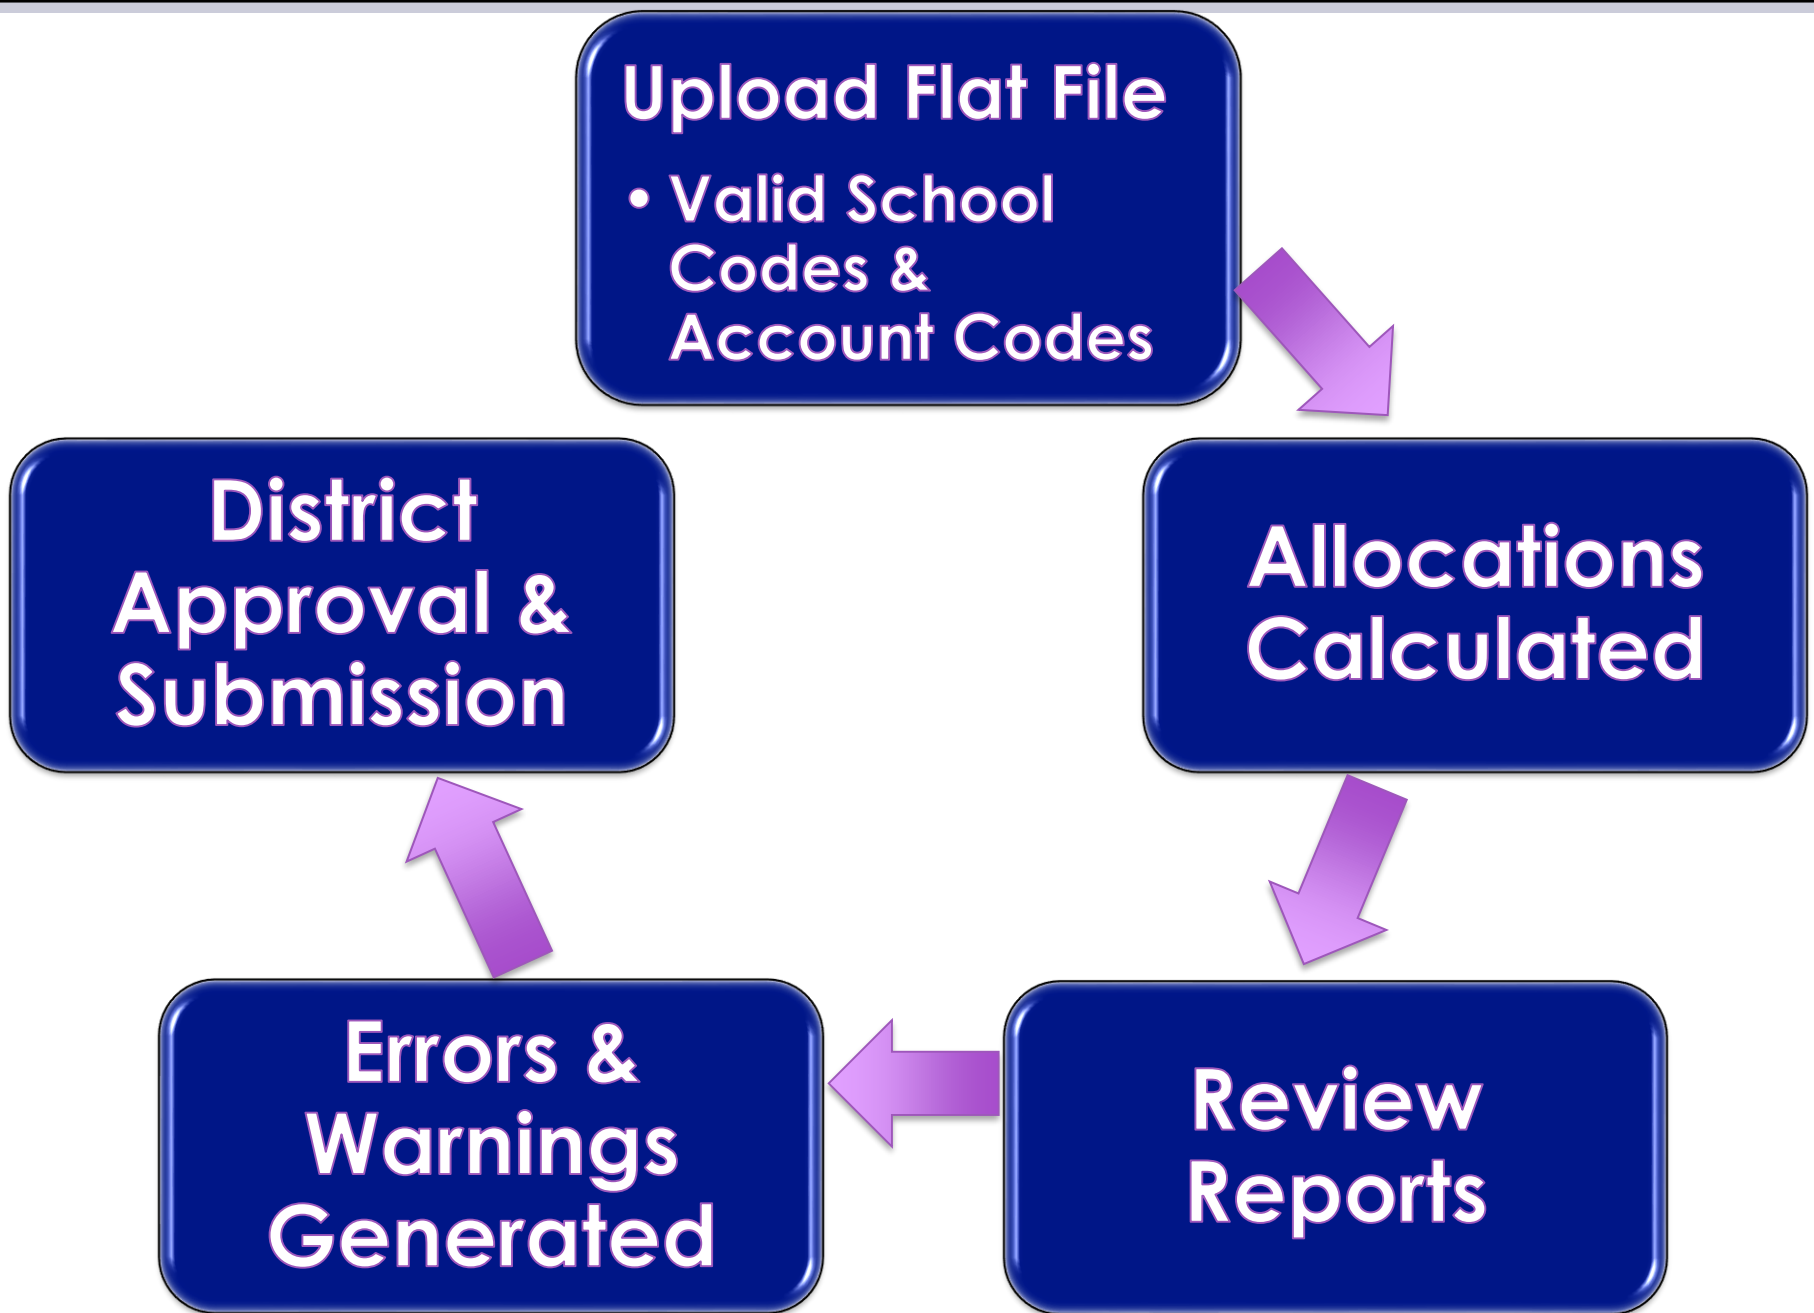 Upload Flat File
• Valid School
Codes &
Account Codes
Allocations
Calculated
Review
Reports
Errors &
Warnings
Generated
District
Approval &
Submission